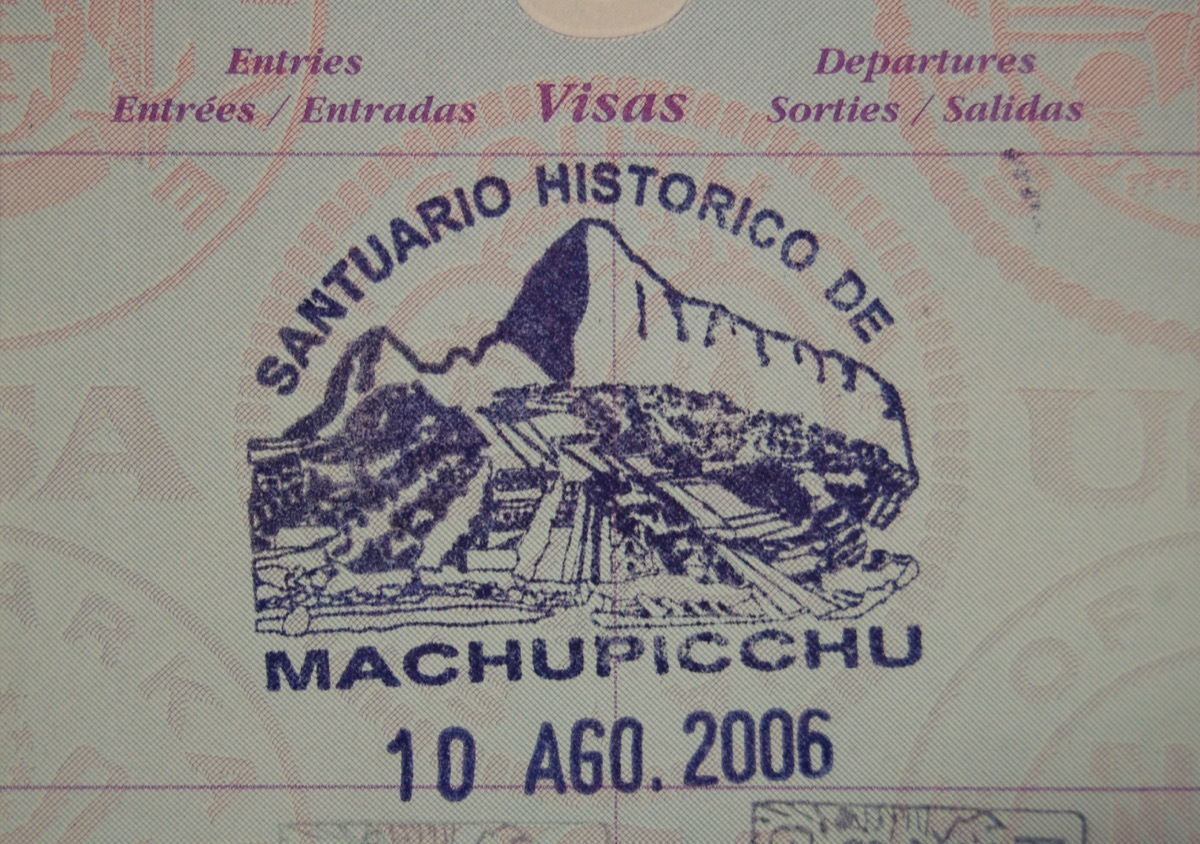 Entries
Entrées / Entradas
Visas
Departures
Sorties / Salidas
SANTUARIO HISTORICO DE
MACHUPICCHU
10 AGO. 2006